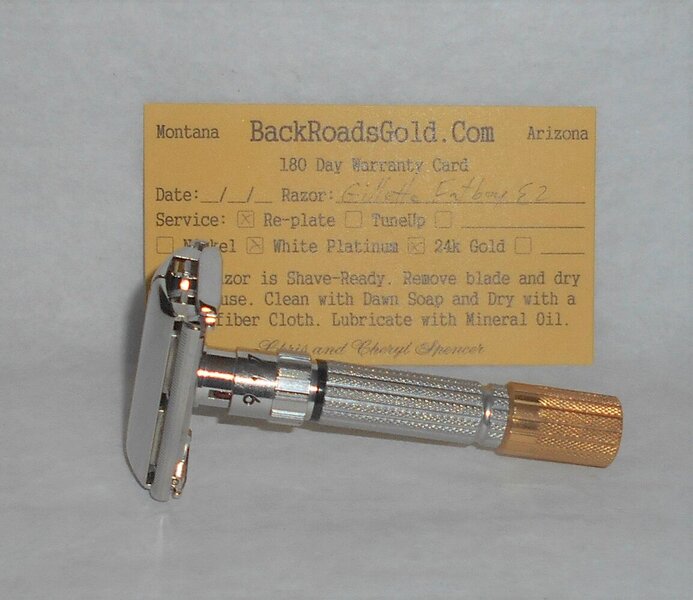 Montana BackRoadsGold.Com Arizona
180 Day Warranty Card
Date: / / Razor: Gillette Fatboy E2
Service: ☒ Re-plate ☐ TuneUp ☐
☐ Nickel ☒ White Platinum ☒ 24k Gold ☐
is Shave-Ready. Remove blade and dry
use. Clean with Dawn Soap and Dry with a
Cloth. Lubricate with Mineral Oil.
Chris and Cheryl Spencer
9 7